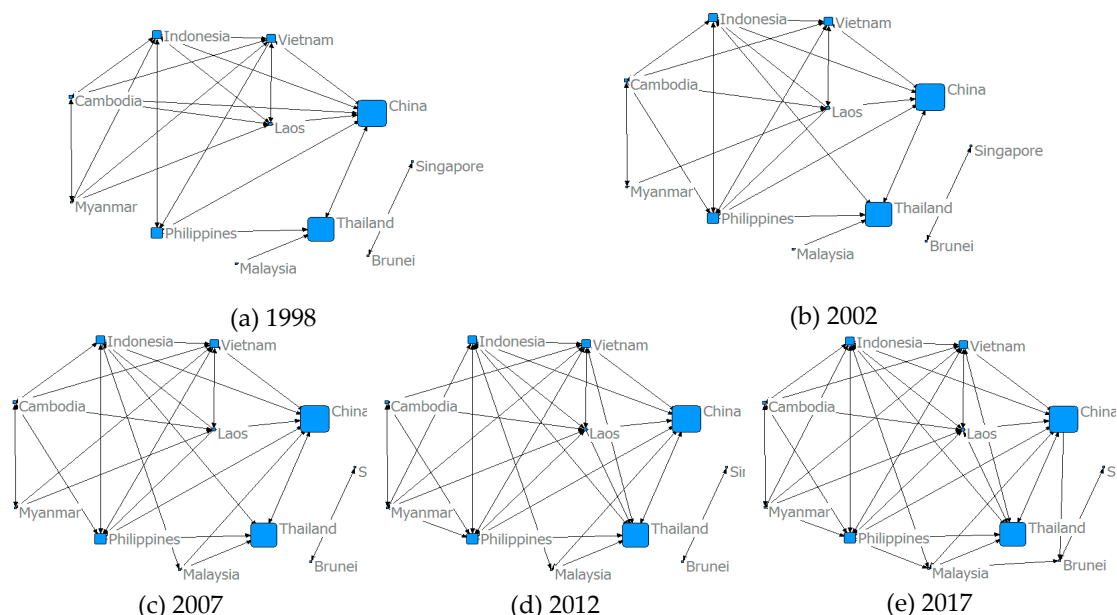 Indonesia
Vietnam
Cambodia
China
Laos
Singapore
Myanmar
Philippines
Thailand
Malaysia
Brunei
(a) 1998
Indonesia
Vietnam
Cambodia
China
Laos
Singapore
Myanmar
Philippines
Thailand
Malaysia
Brunei
(b) 2002
Indonesia
Vietnam
Cambodia
China
Laos
S
Myanmar
Philippines
Thailand
Malaysia
Brunei
(c) 2007
Indonesia
Vietnam
Cambodia
China
Laos
Myanmar
Philippines
Thailand
Malaysia
Brunei
(d) 2012
Indonesia
Vietnam
Cambodia
China
Laos
S
Myanmar
Philippines
Thailand
Malaysia
Brunei
(e) 2017